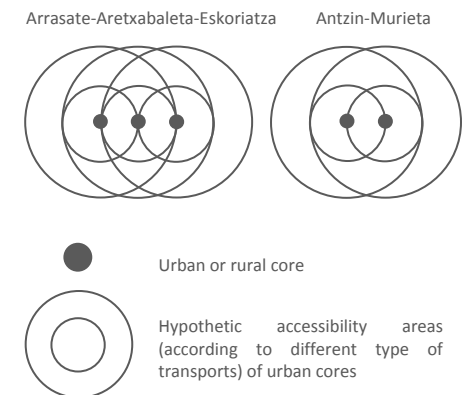 Arrasate-Aretxabaleta-Eskoriatza
Antzin-Murieta
Urban or rural core
Hypothetic accessibility areas
(according to different type of
transports) of urban cores